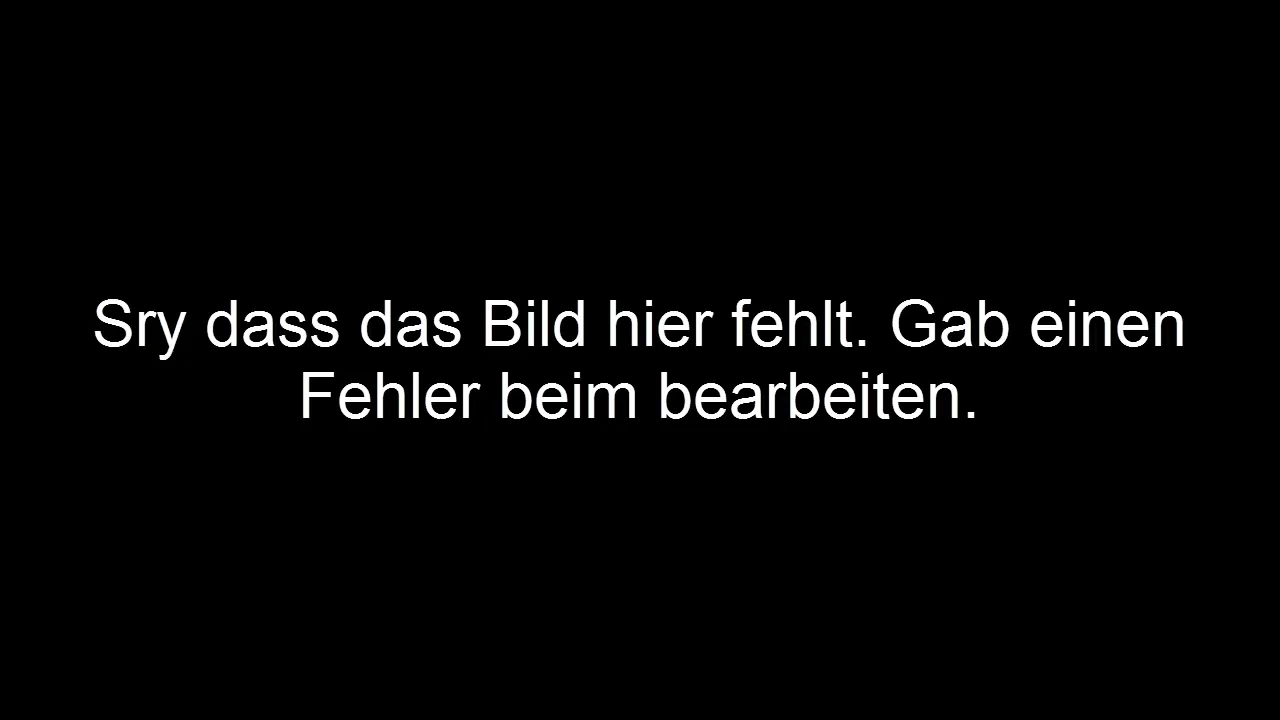 Sry dass das Bild hier fehlt. Gab einen
Fehler beim bearbeiten.